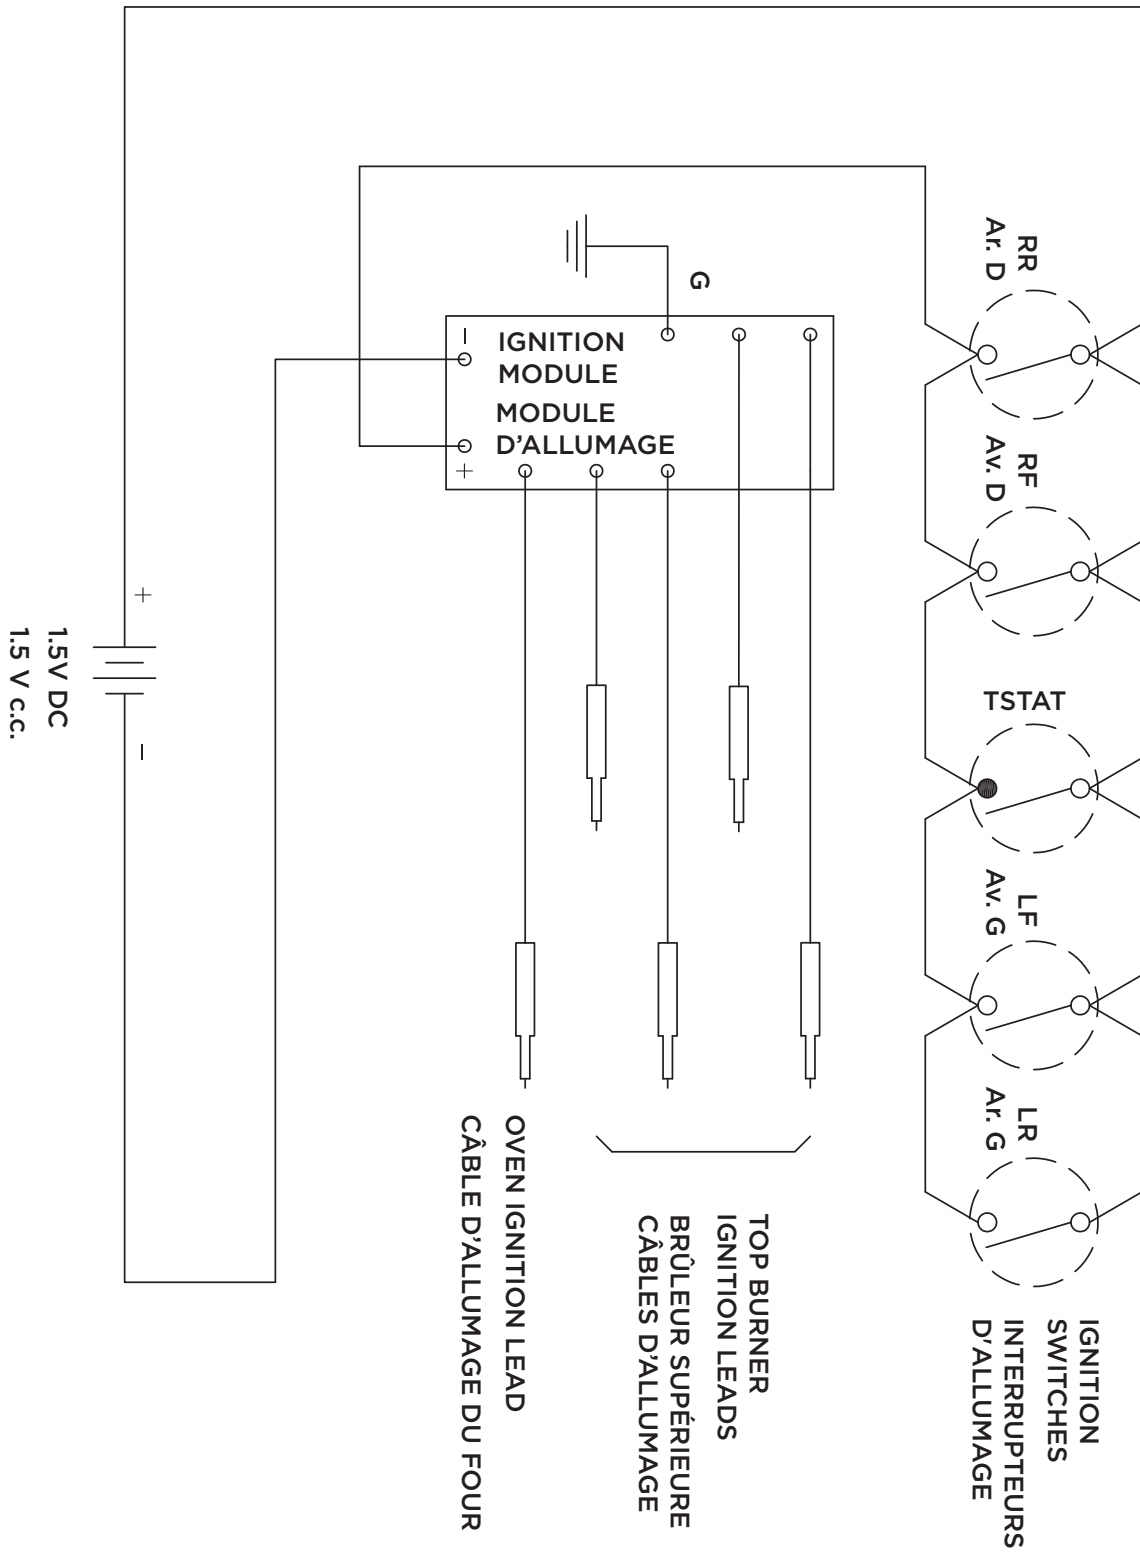 RR
Ar. D
G
IGNITION
MODULE
MODULE
D'ALLUMAGE
–
+
RF
Av. D
+
–
1.5V DC
1.5 V c.c.
TSTAT
LF
Av. G
LR
Ar. G
OVEN IGNITION LEAD
CÂBLE D'ALLUMAGE DU FOUR
TOP BURNER
IGNITION LEADS
BRÛLEUR SUPÉRIEURE
CÂBLES D'ALLUMAGE
IGNITION
SWITCHES
INTERRUPTEURS
D'ALLUMAGE